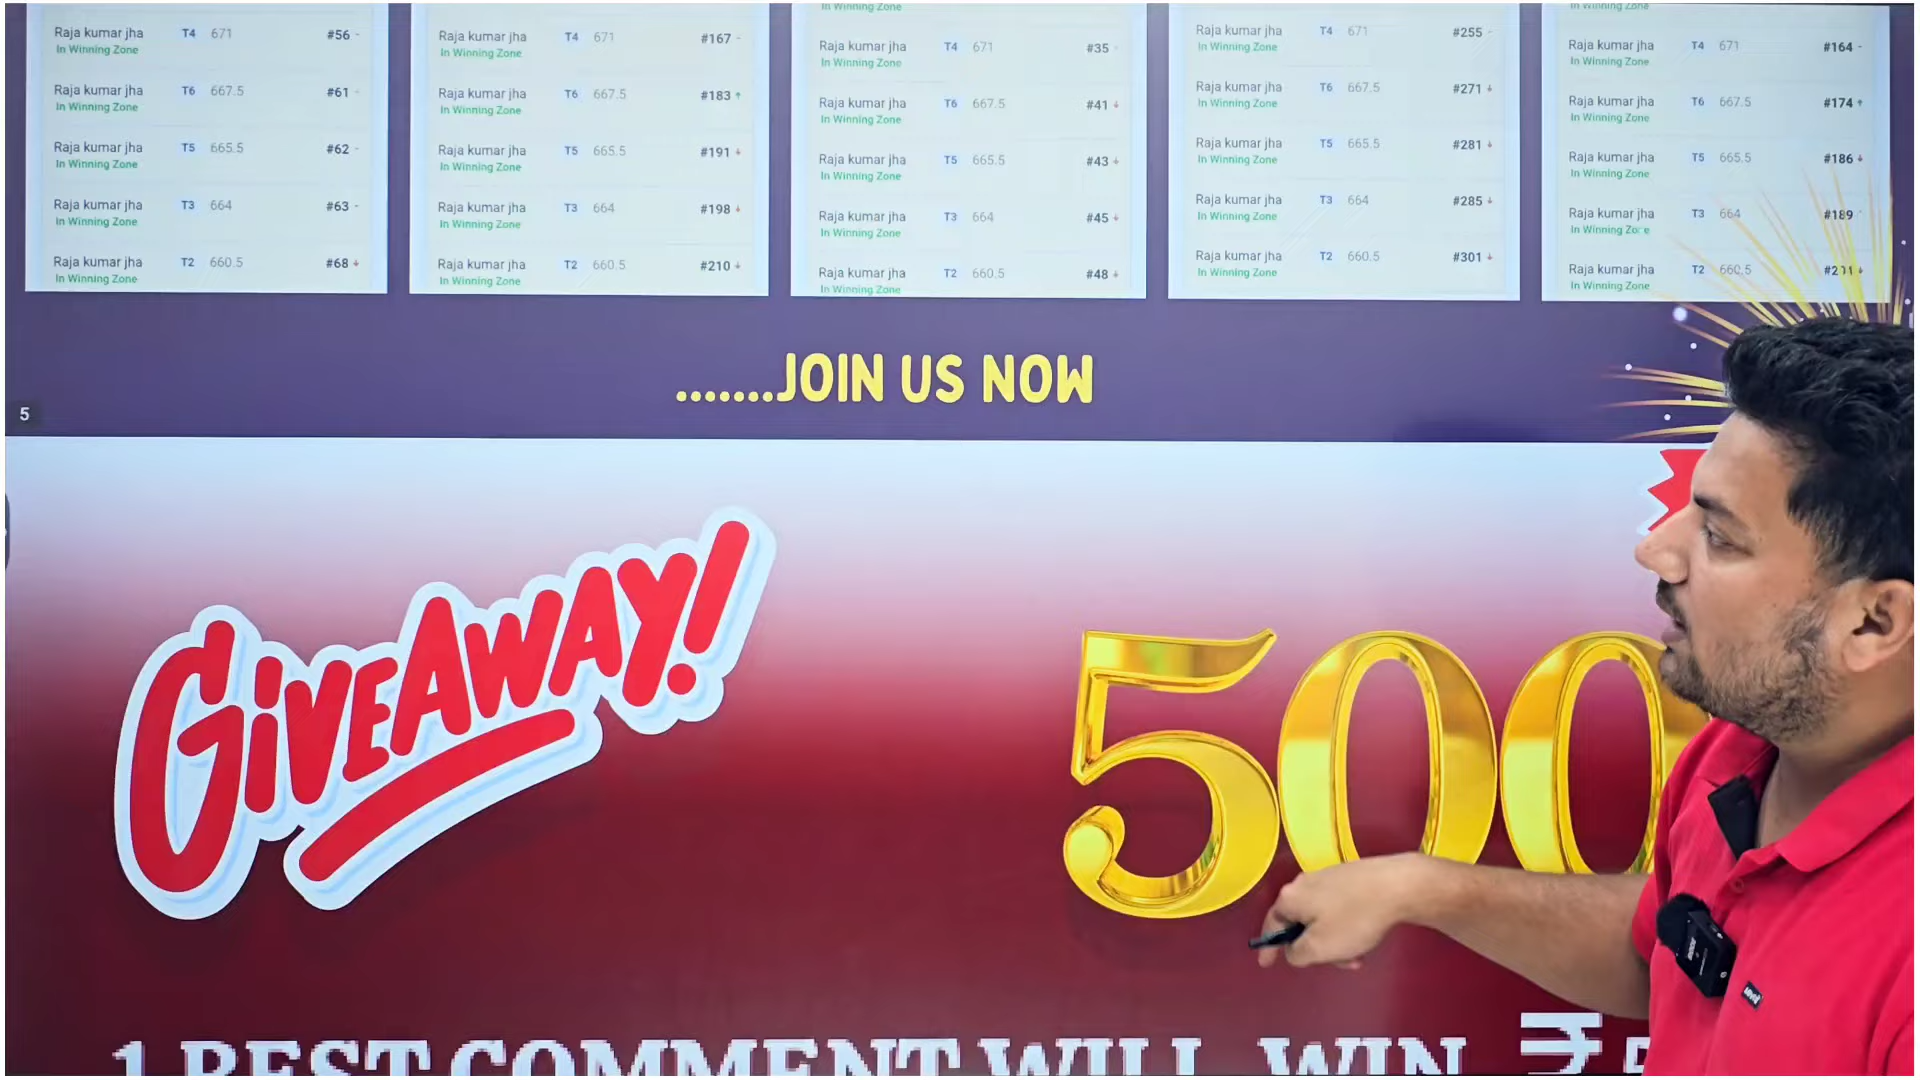 In Winning Zone
In Winning Zone
Raja kumar jha T4 671 #56
In Winning Zone
Raja kumar jha T6 667.5 #61
In Winning Zone
Raja kumar jha T5 665.5 #62
In Winning Zone
Raja kumar jha T3 664 #63
In Winning Zone
Raja kumar jha T2 660.5 #68
In Winning Zone
Raja kumar jha T4 671 #167
In Winning Zone
Raja kumar jha T6 667.5 #183
In Winning Zone
Raja kumar jha T5 665.5 #191
In Winning Zone
Raja kumar jha T3 664 #198
In Winning Zone
Raja kumar jha T2 660.5 #210
In Winning Zone
Raja kumar jha T4 671 #35
In Winning Zone
Raja kumar jha T6 667.5 #41
In Winning Zone
Raja kumar jha T5 665.5 #43
In Winning Zone
Raja kumar jha T3 664 #45
In Winning Zone
Raja kumar jha T2 660.5 #48
In Winning Zone
Raja kumar jha T4 671 #255
In Winning Zone
Raja kumar jha T6 667.5 #271
In Winning Zone
Raja kumar jha T5 665.5 #281
In Winning Zone
Raja kumar jha T3 664 #285
In Winning Zone
Raja kumar jha T2 660.5 #301
In Winning Zone
Raja kumar jha T4 671 #164
In Winning Zone
Raja kumar jha T6 667.5 #174
In Winning Zone
Raja kumar jha T5 665.5 #186
In Winning Zone
Raja kumar jha T3 664 #189
In Winning Zone
Raja kumar jha T2 660.5 #201
In Winning Zone
.......JOIN US NOW
5
GIVEAWAY!
500
1 BEST COMMENT WILL WIN ₹
Levi's